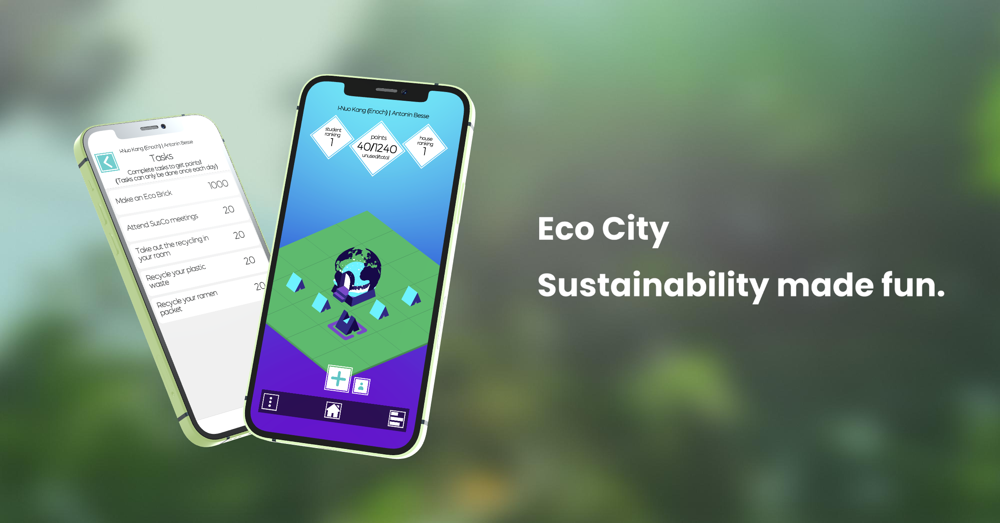 I-Nuo Kang (Enoch) | Antonin Besse
Tasks
Complete tasks to get points!
(Tasks can only be done once each day)
Make an Eco Brick 1000
Attend SusCo meetings 20
Take out the recycling in
your room
20
Recycle your plastic
waste
20
Recycle your ramen
packet
20
I-Nuo Kang (Enoch) | Antonin Besse
student
ranking
1
points
40/1240
unused/total
house
ranking
1
Eco City
Sustainability made fun.